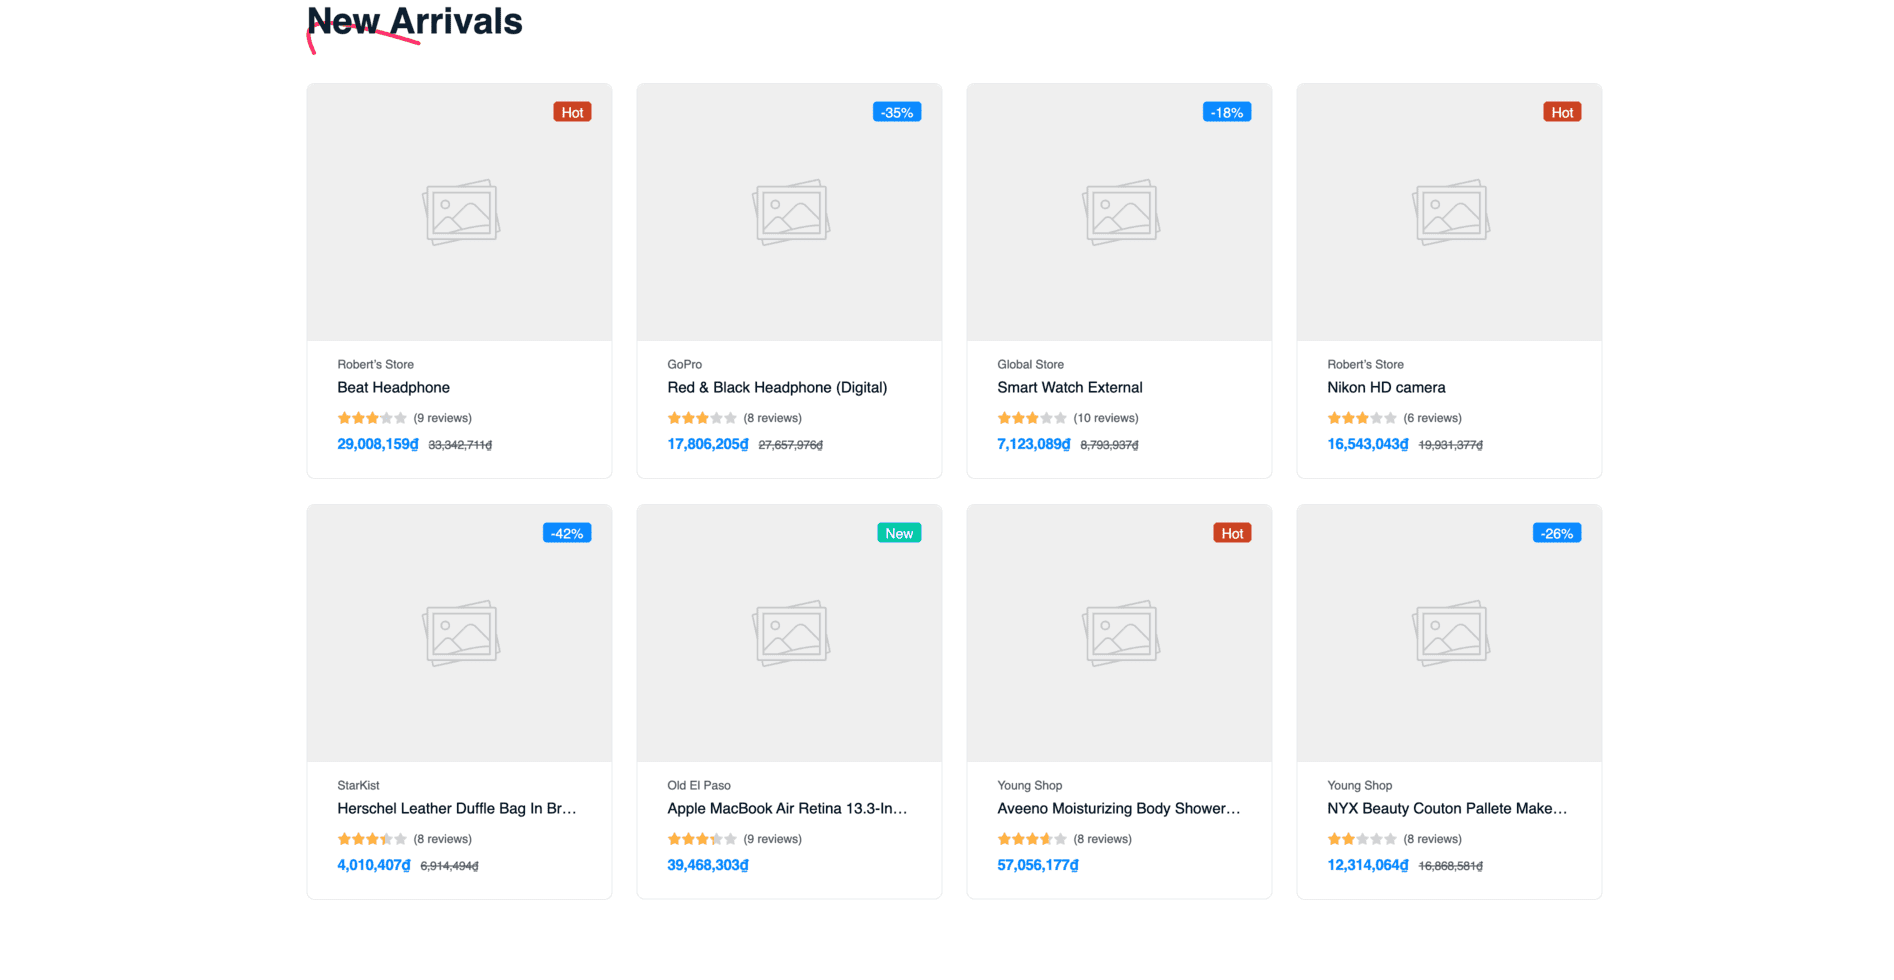 New Arrivals
Hot
Robert's Store
Beat Headphone
(9 reviews)
29,008,159₫ 33,342,711₫
-35%
GoPro
Red & Black Headphone (Digital)
(8 reviews)
17,806,205₫ 27,657,976₫
-18%
Global Store
Smart Watch External
(10 reviews)
7,123,089₫ 8,793,937₫
Hot
Robert's Store
Nikon HD camera
(6 reviews)
16,543,043₫ 19,931,377₫
-42%
StarKist
Herschel Leather Duffle Bag In Br...
(8 reviews)
4,010,407₫ 6,914,494₫
New
Old El Paso
Apple MacBook Air Retina 13.3-In...
(9 reviews)
39,468,303₫
Hot
Young Shop
Aveeno Moisturizing Body Shower...
(8 reviews)
57,056,177₫
-26%
Young Shop
NYX Beauty Couton Pallete Make...
(8 reviews)
12,314,064₫ 16,868,581₫